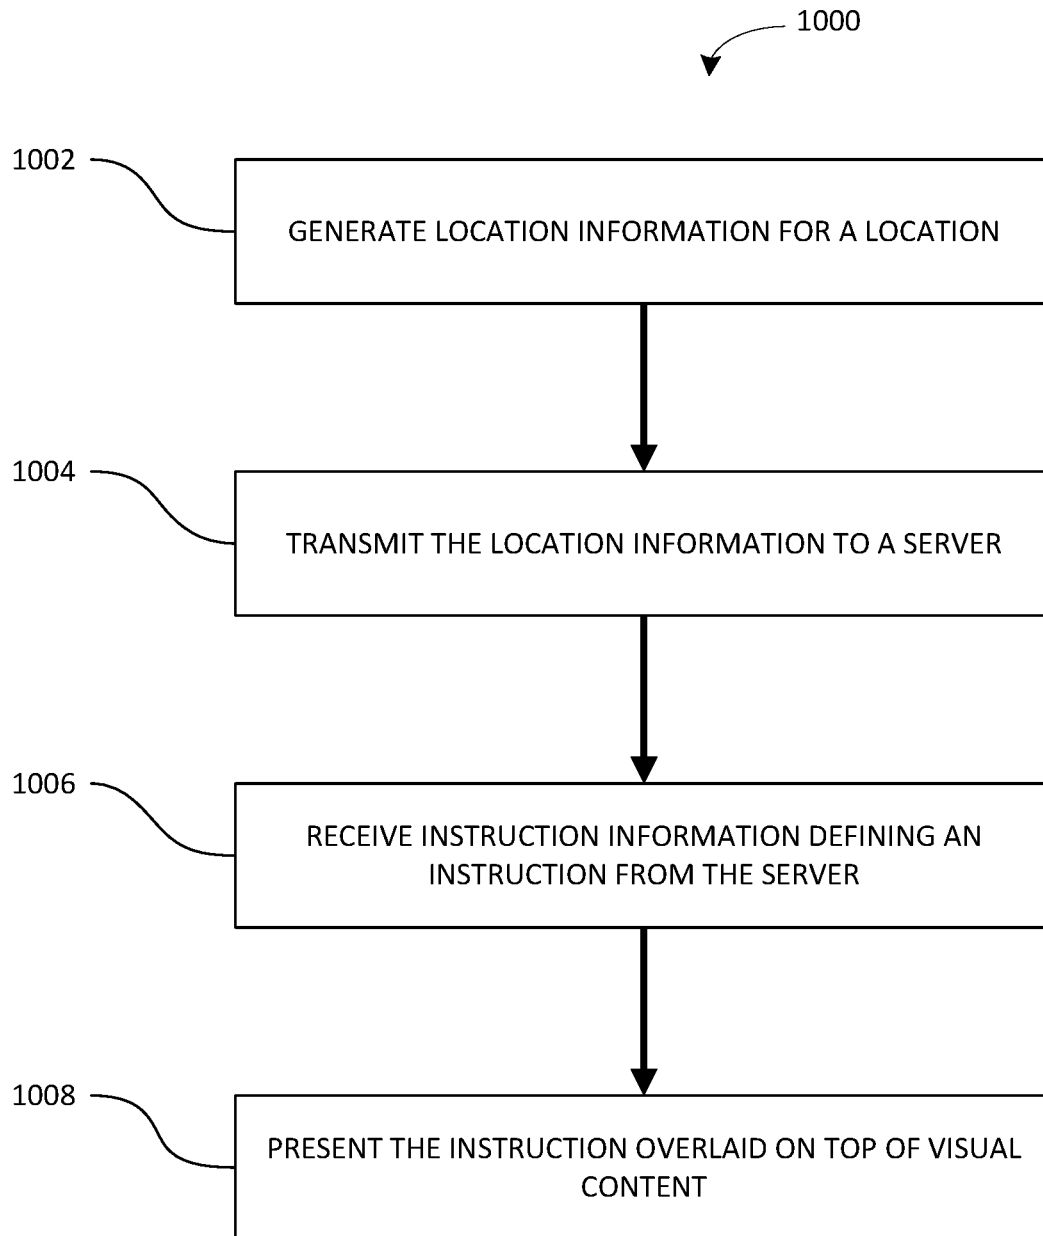 1000
1002
GENERATE LOCATION INFORMATION FOR A LOCATION
1004
TRANSMIT THE LOCATION INFORMATION TO A SERVER
1006
RECEIVE INSTRUCTION INFORMATION DEFINING AN
INSTRUCTION FROM THE SERVER
1008
PRESENT THE INSTRUCTION OVERLAID ON TOP OF VISUAL
CONTENT